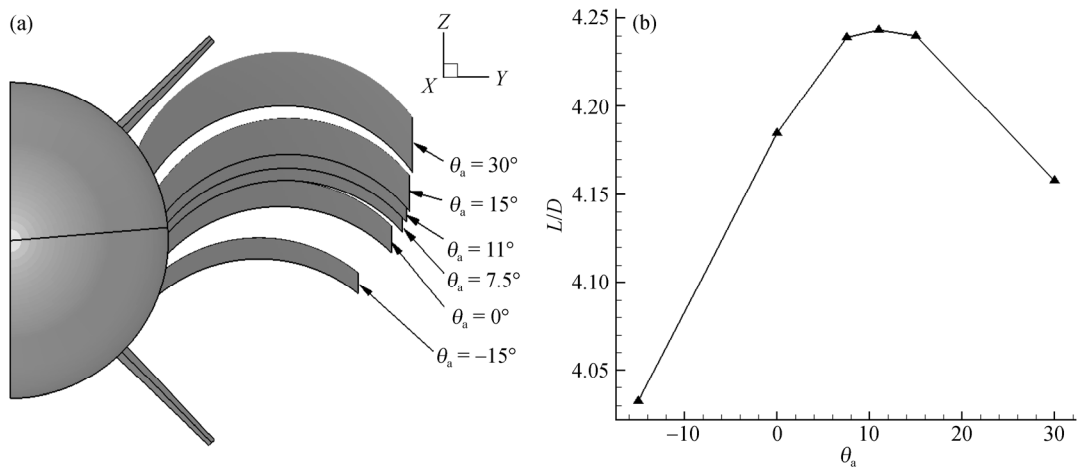 (a)
Z
X
Y
θa = 30°
θa = 15°
θa = 11°
θa = 7.5°
θa = 0°
θa = –15°
(b)
4.25
4.20
4.15
4.10
4.05
L/D
–10
0
10
20
30
θa